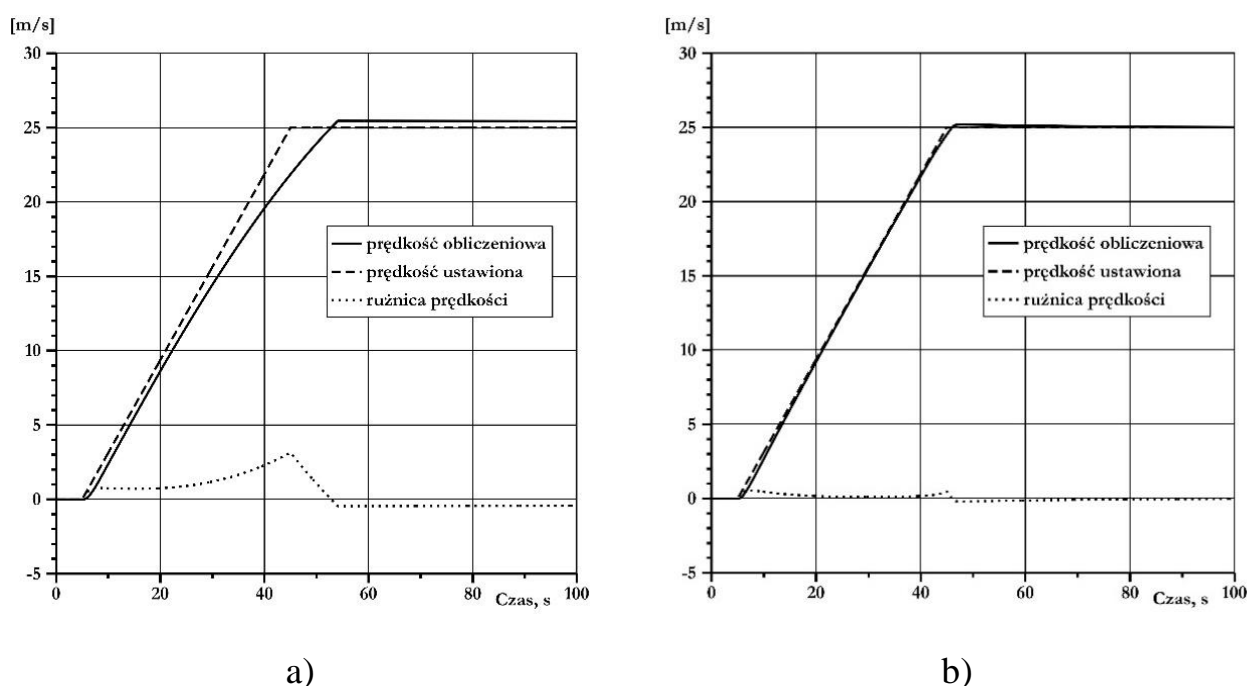 [m/s]
30
25
20
15
10
5
0
-5
0
20
40
60
80
100
Czas, s
prędkość obliczeniowa
prędkość ustawiona
rużnica prędkości
a)
[m/s]
30
25
20
15
10
5
0
-5
0
20
40
60
80
100
Czas, s
prędkość obliczeniowa
prędkość ustawiona
rużnica prędkości
b)